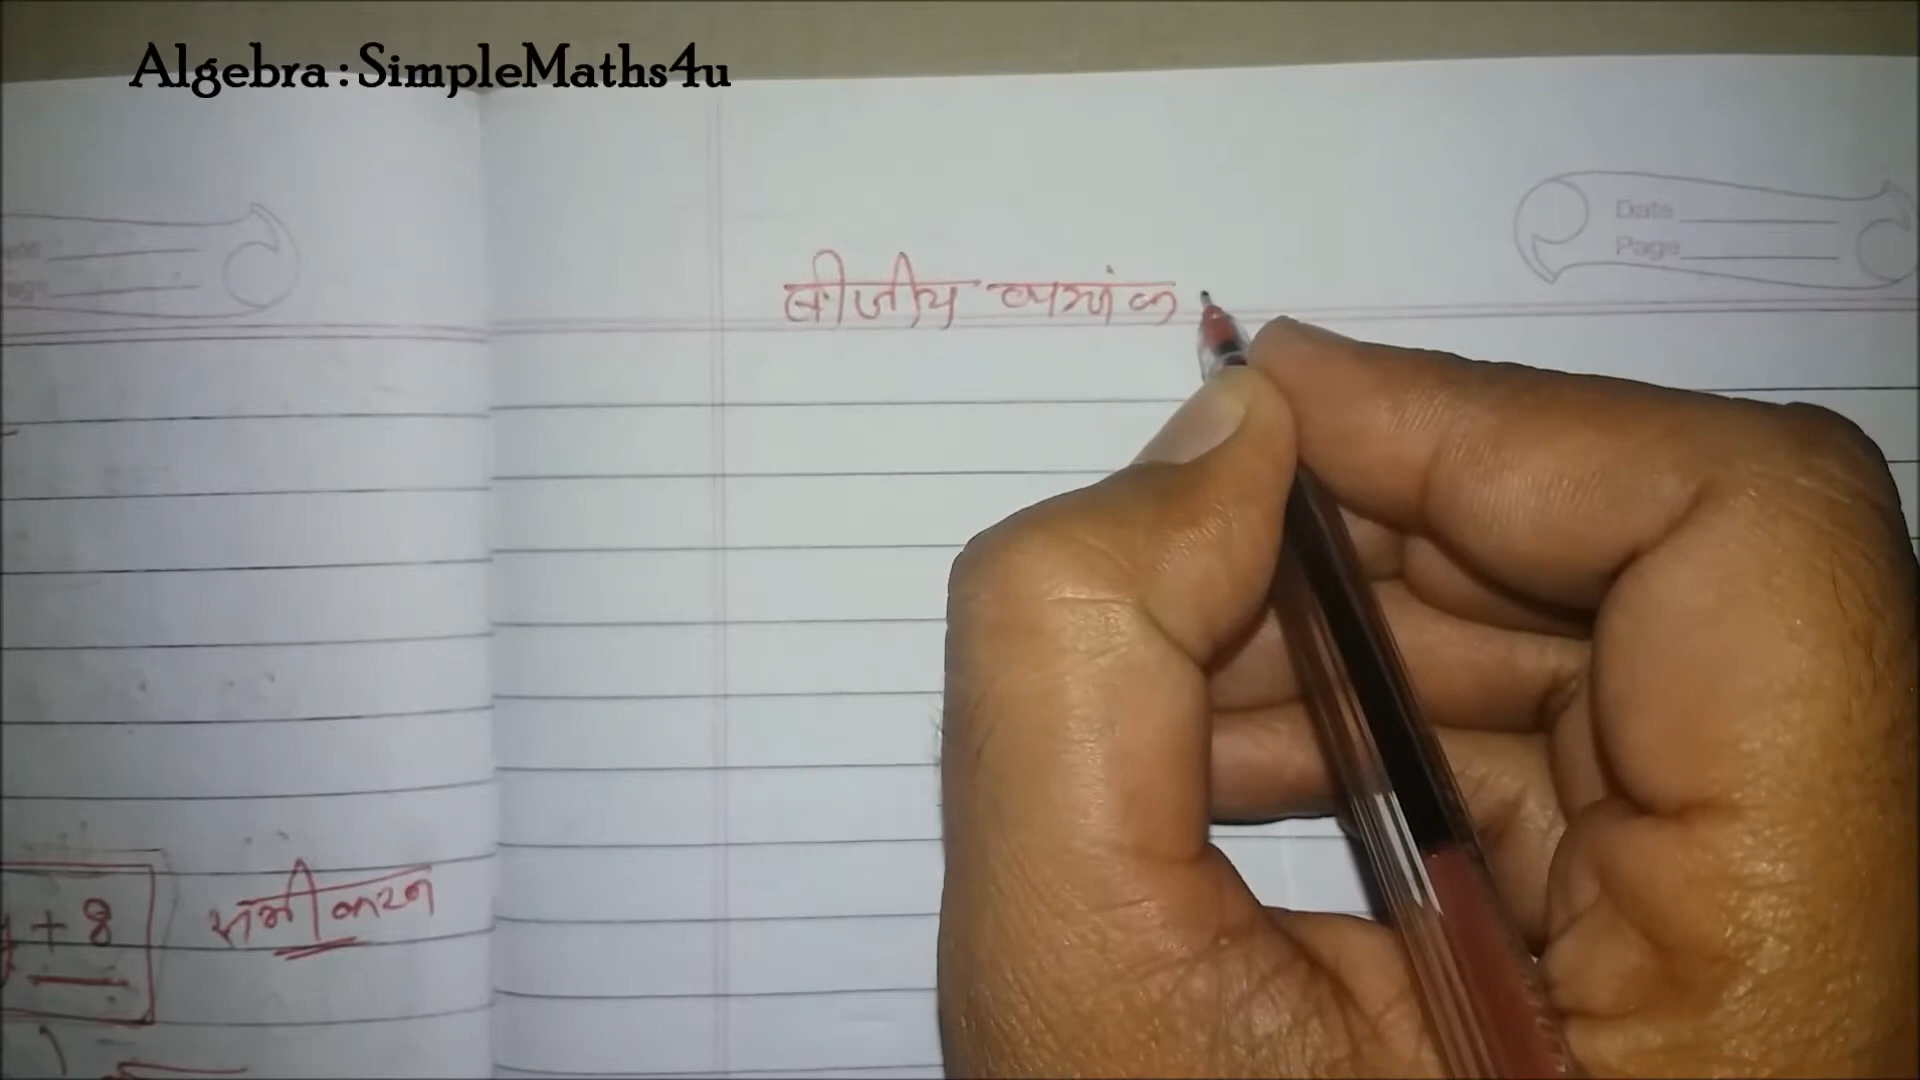 Algebra : SimpleMaths4u
Date
Page
बीजीय व्यंजक
+ 8
समीकरण